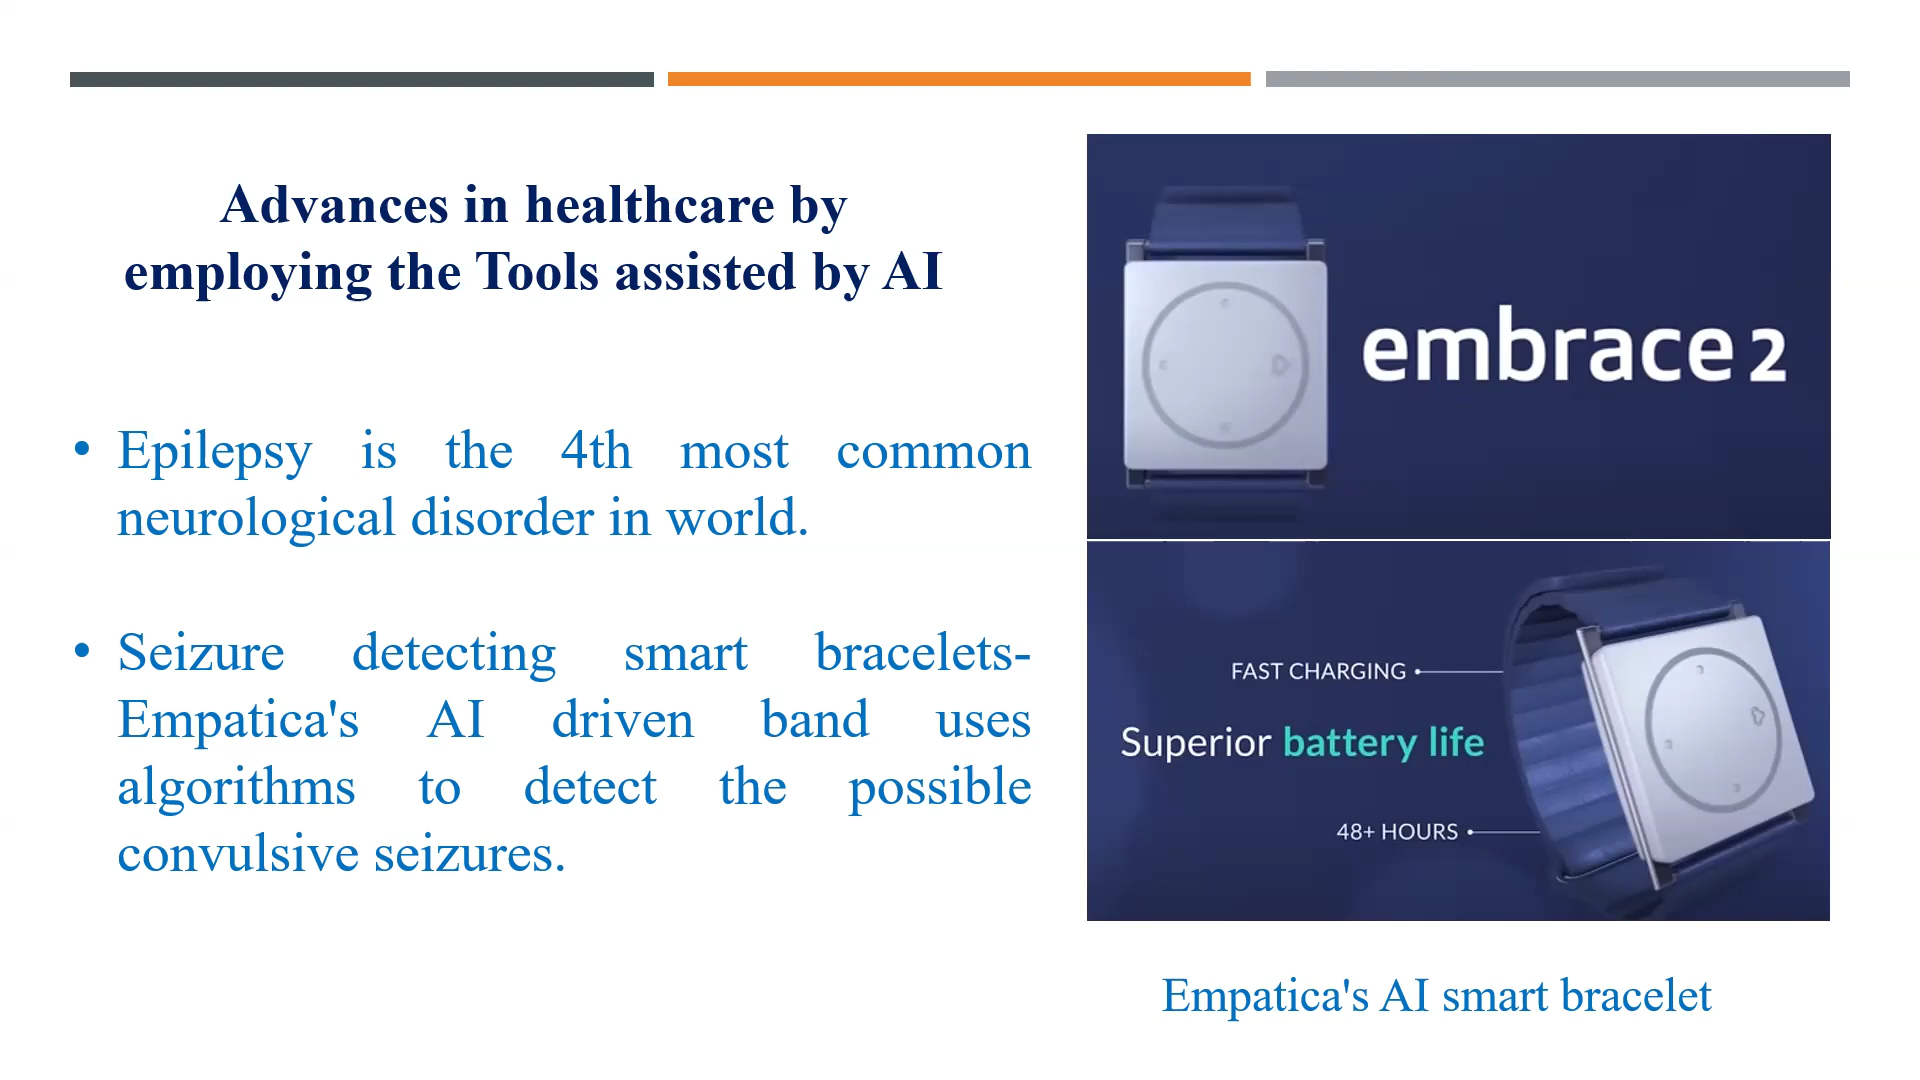 Advances in healthcare by
employing the Tools assisted by AI
• Epilepsy is the 4th most common
neurological disorder in world.
• Seizure detecting smart bracelets-
Empatica's AI driven band uses
algorithms to detect the possible
convulsive seizures.
embrace2
FAST CHARGING
Superior battery life
48+ HOURS
Empatica's AI smart bracelet